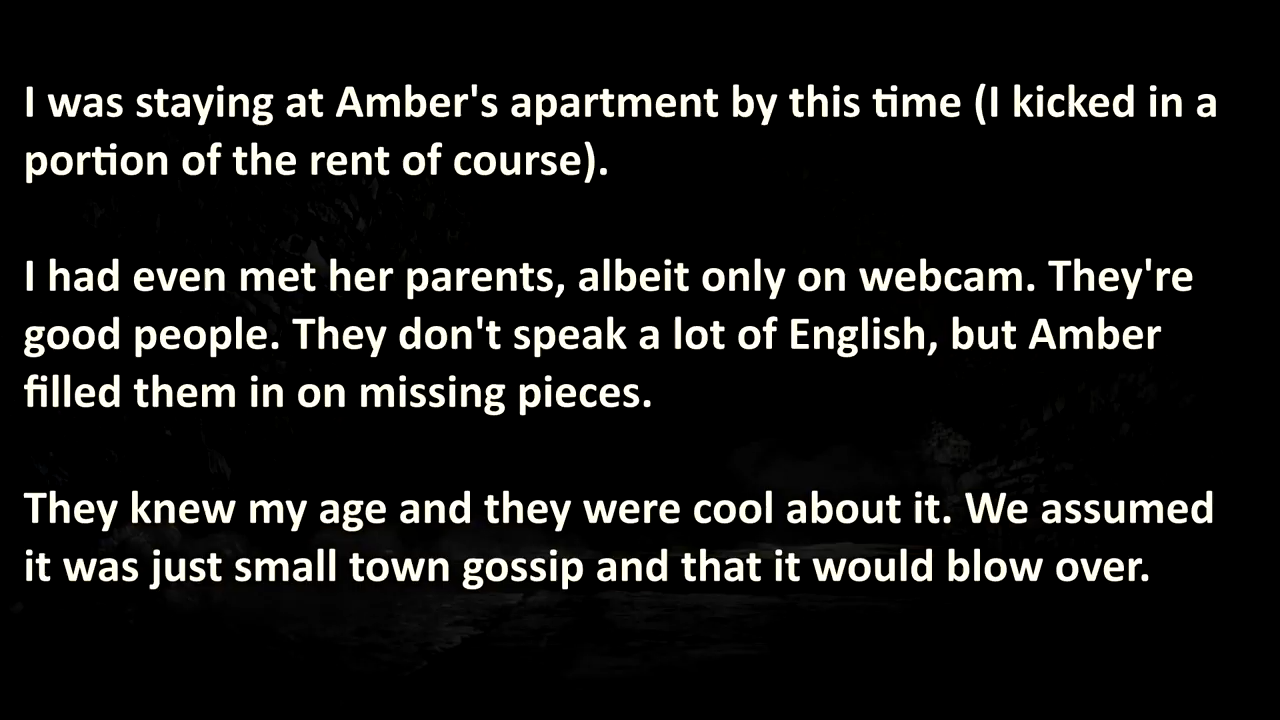 I was staying at Amber's apartment by this time (I kicked in a
portion of the rent of course).
I had even met her parents, albeit only on webcam. They're
good people. They don't speak a lot of English, but Amber
filled them in on missing pieces.
They knew my age and they were cool about it. We assumed
it was just small town gossip and that it would blow over.